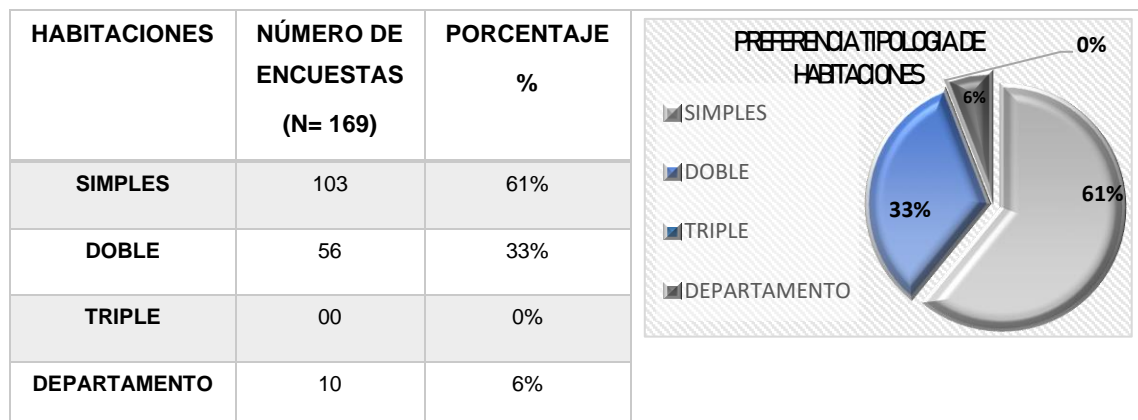 HABITACIONES NÚMERO DE ENCUESTAS (N= 169) PORCENTAJE %
SIMPLES 103 61%
DOBLE 56 33%
TRIPLE 00 0%
DEPARTAMENTO 10 6%
PREFERENCIA TIPOLOGIA DE
HABITACIONES
SIMPLES
DOBLE
TRIPLE
DEPARTAMENTO
0%
6%
61%
33%